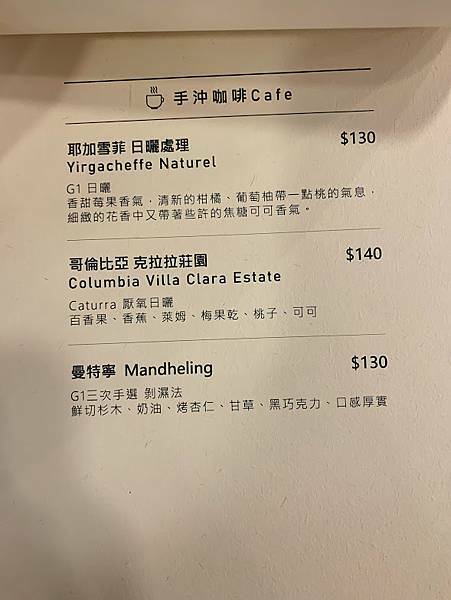 手沖咖啡Cafe
耶加雪菲 日曬處理 $130
Yirgacheffe Naturel
G1 日曬
香甜莓果香氣，清新的柑橘、葡萄柚帶一點桃的氣息，
細緻的花香中又帶著些許的焦糖可可香氣。
哥倫比亞 克拉拉莊園 $140
Columbia Villa Clara Estate
Caturra 厭氧日曬
百香果、香蕉、萊姆、梅果乾、桃子、可可
曼特寧 Mandheling $130
G1三次手選 剝濕法
鮮切杉木、奶油、烤杏仁、甘草、黑巧克力、口感厚實